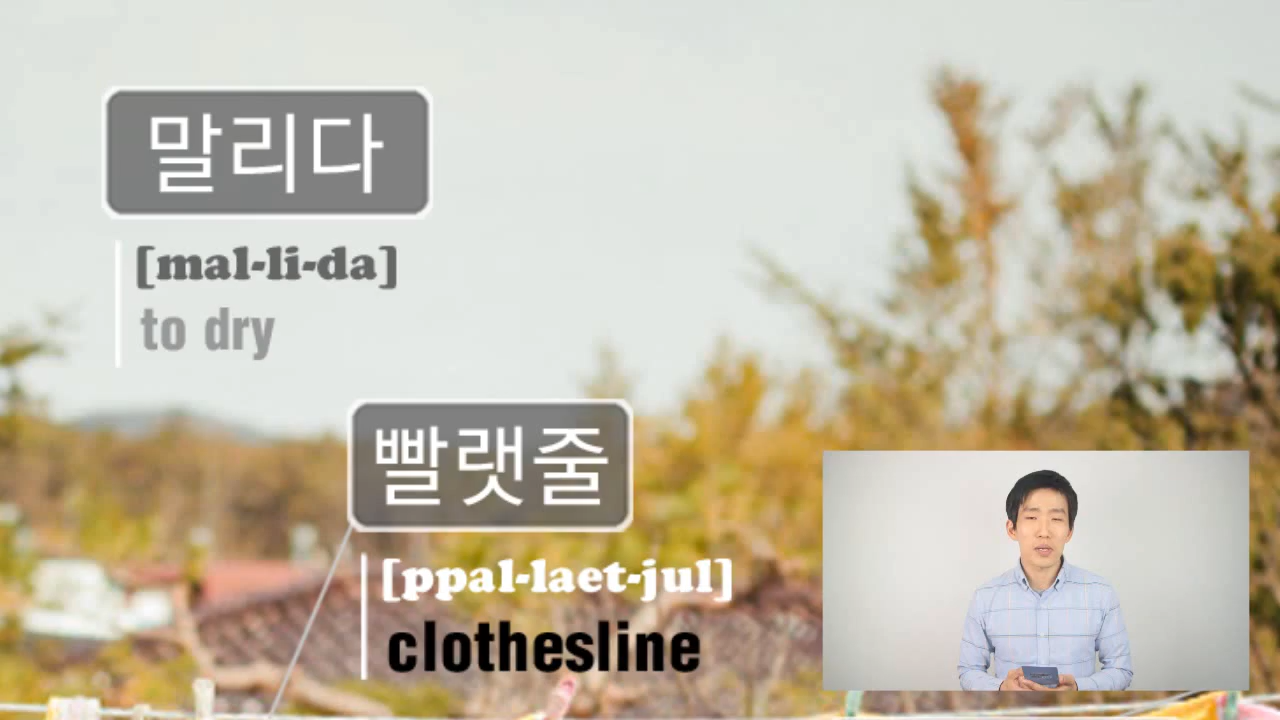 말리다
[mal-li-da]
to dry
빨랫줄
[ppal-laet-jul]
clothesline